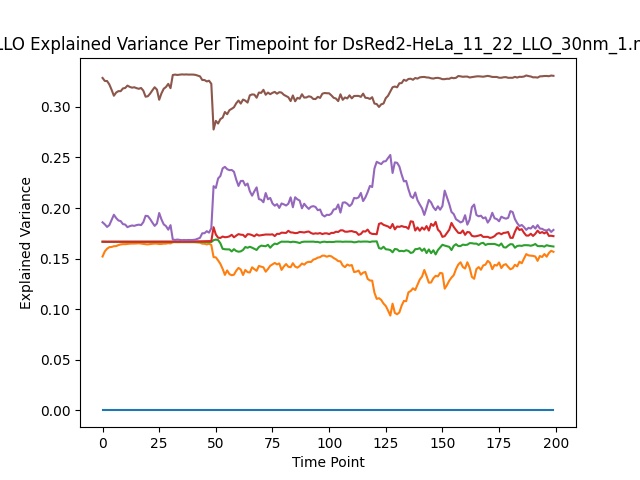 LLO Explained Variance Per Timepoint for DsRed2-HeLa_11_22_LLO_30nm_1.
Explained Variance
0.30
0.25
0.20
0.15
0.10
0.05
0.00
0 25 50 75 100 125 150 175 200
Time Point